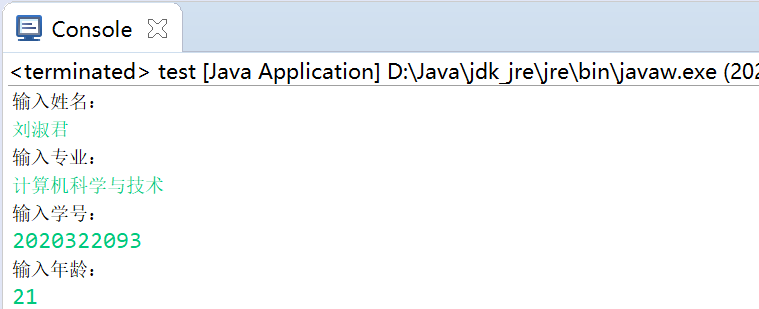 Console
<terminated> test [Java Application] D:\Java\jdk_jre\jre\bin\javaw.exe (202
输入姓名：
刘淑君
输入专业：
计算机科学与技术
输入学号：
2020322093
输入年龄：
21